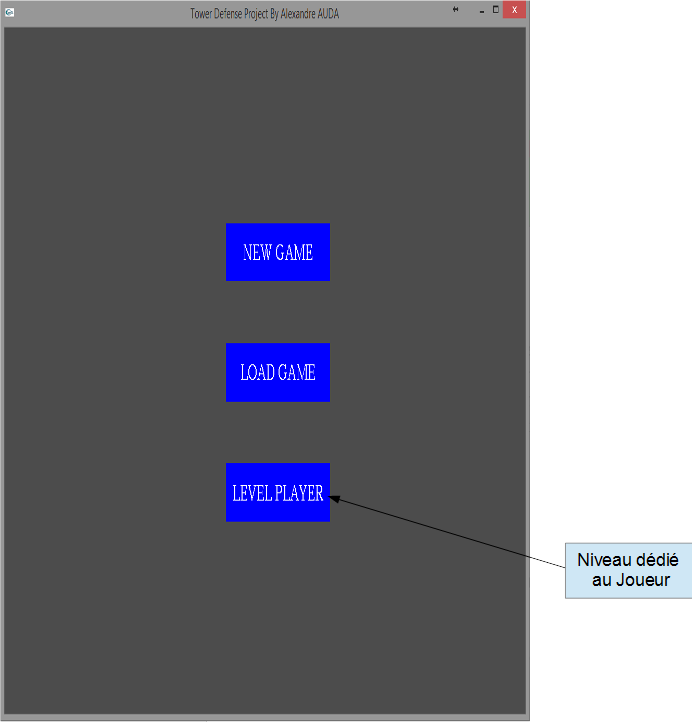 Tower Defense Project By Alexandre AUDA
NEW GAME
LOAD GAME
LEVEL PLAYER
Niveau dédié
au Joueur